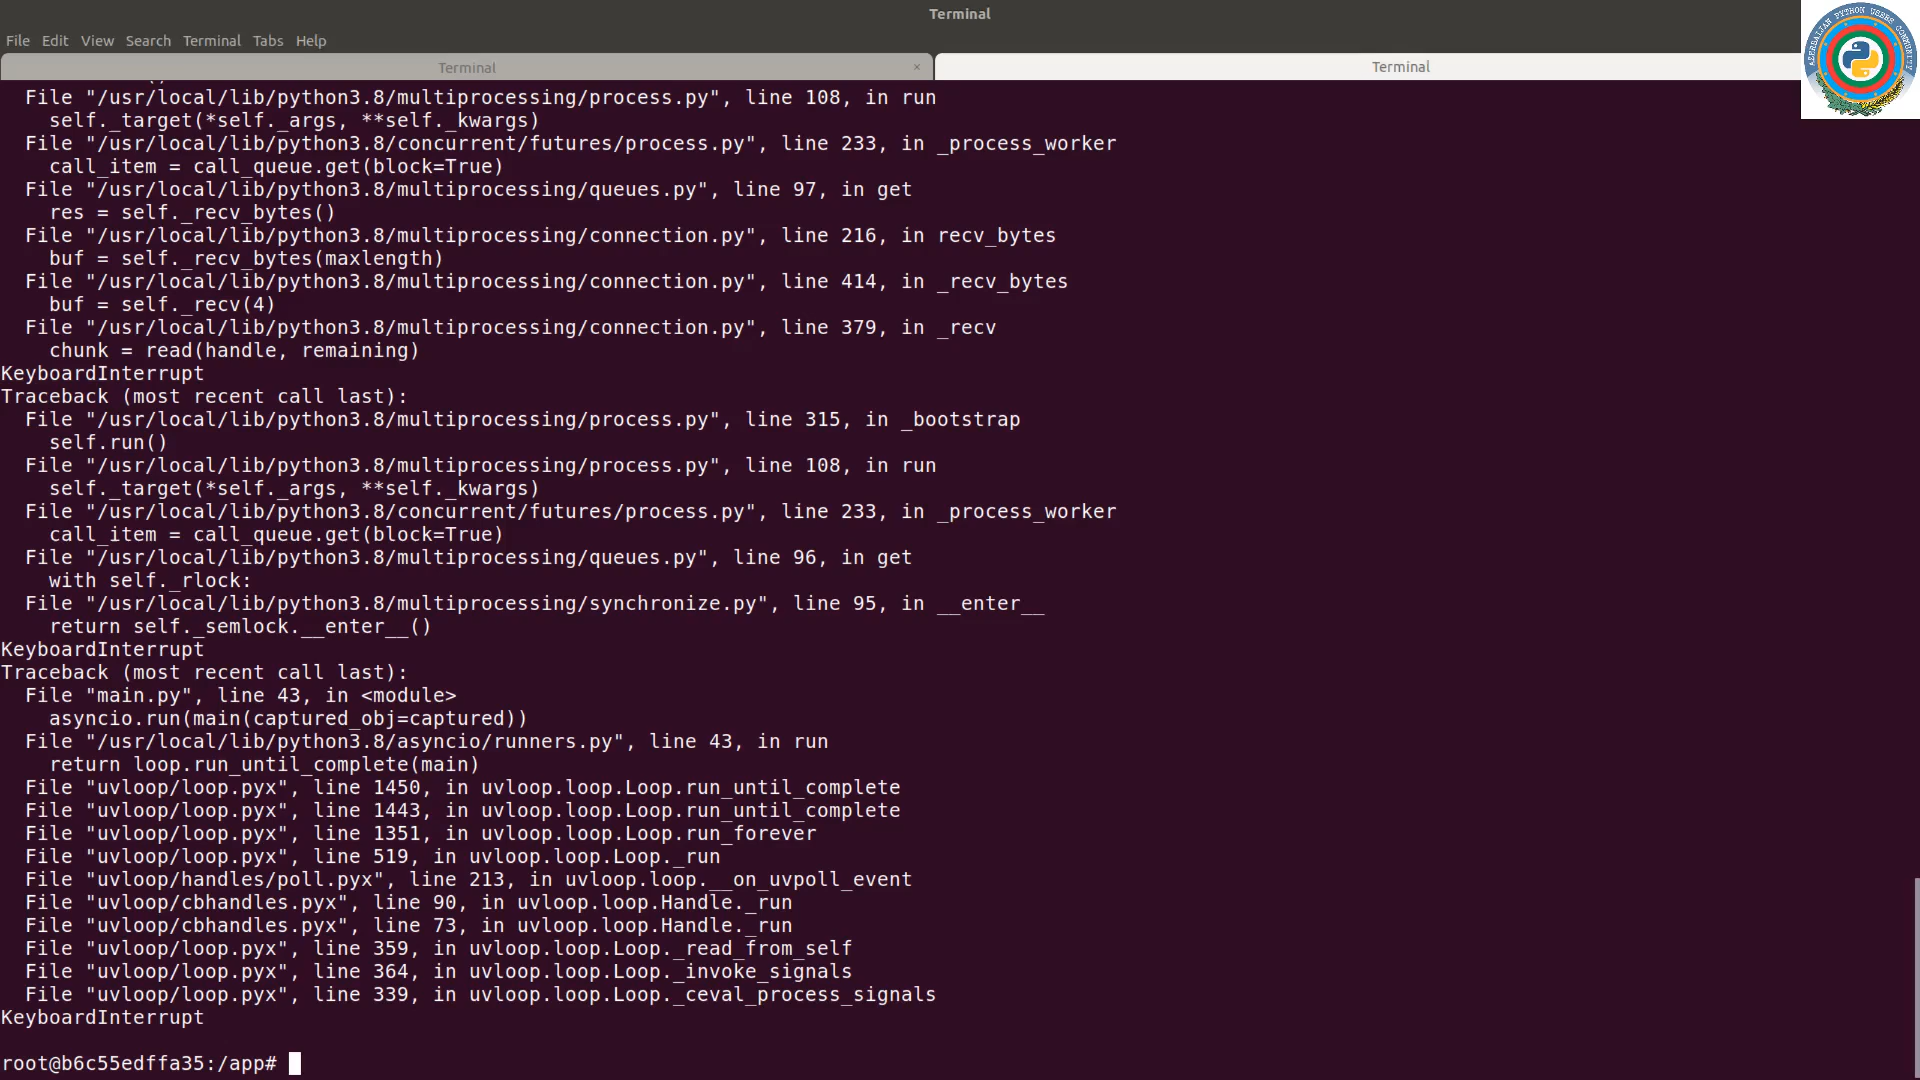 Terminal
File Edit View Search Terminal Tabs Help
Terminal × Terminal
AZERBAIJAN PYTHON USERS COMMUNITY
File "/usr/local/lib/python3.8/multiprocessing/process.py", line 108, in run
self._target(*self._args, **self._kwargs)
File "/usr/local/lib/python3.8/concurrent/futures/process.py", line 233, in _process_worker
call_item = call_queue.get(block=True)
File "/usr/local/lib/python3.8/multiprocessing/queues.py", line 97, in get
res = self._recv_bytes()
File "/usr/local/lib/python3.8/multiprocessing/connection.py", line 216, in recv_bytes
buf = self._recv_bytes(maxlength)
File "/usr/local/lib/python3.8/multiprocessing/connection.py", line 414, in _recv_bytes
buf = self._recv(4)
File "/usr/local/lib/python3.8/multiprocessing/connection.py", line 379, in _recv
chunk = read(handle, remaining)
KeyboardInterrupt
Traceback (most recent call last):
File "/usr/local/lib/python3.8/multiprocessing/process.py", line 315, in _bootstrap
self.run()
File "/usr/local/lib/python3.8/multiprocessing/process.py", line 108, in run
self._target(*self._args, **self._kwargs)
File "/usr/local/lib/python3.8/concurrent/futures/process.py", line 233, in _process_worker
call_item = call_queue.get(block=True)
File "/usr/local/lib/python3.8/multiprocessing/queues.py", line 96, in get
with self._rlock:
File "/usr/local/lib/python3.8/multiprocessing/synchronize.py", line 95, in __enter__
return self._semlock.__enter__()
KeyboardInterrupt
Traceback (most recent call last):
File "main.py", line 43, in <module>
asyncio.run(main(captured_obj=captured))
File "/usr/local/lib/python3.8/asyncio/runners.py", line 43, in run
return loop.run_until_complete(main)
File "uvloop/loop.pyx", line 1450, in uvloop.loop.Loop.run_until_complete
File "uvloop/loop.pyx", line 1443, in uvloop.loop.Loop.run_until_complete
File "uvloop/loop.pyx", line 1351, in uvloop.loop.Loop.run_forever
File "uvloop/loop.pyx", line 519, in uvloop.loop.Loop._run
File "uvloop/handles/poll.pyx", line 213, in uvloop.loop.__on_uvpoll_event
File "uvloop/cbhandles.pyx", line 90, in uvloop.loop.Handle._run
File "uvloop/cbhandles.pyx", line 73, in uvloop.loop.Handle._run
File "uvloop/loop.pyx", line 359, in uvloop.loop.Loop._read_from_self
File "uvloop/loop.pyx", line 364, in uvloop.loop.Loop._invoke_signals
File "uvloop/loop.pyx", line 339, in uvloop.loop.Loop._ceval_process_signals
KeyboardInterrupt
root@b6c55edffa35:/app#